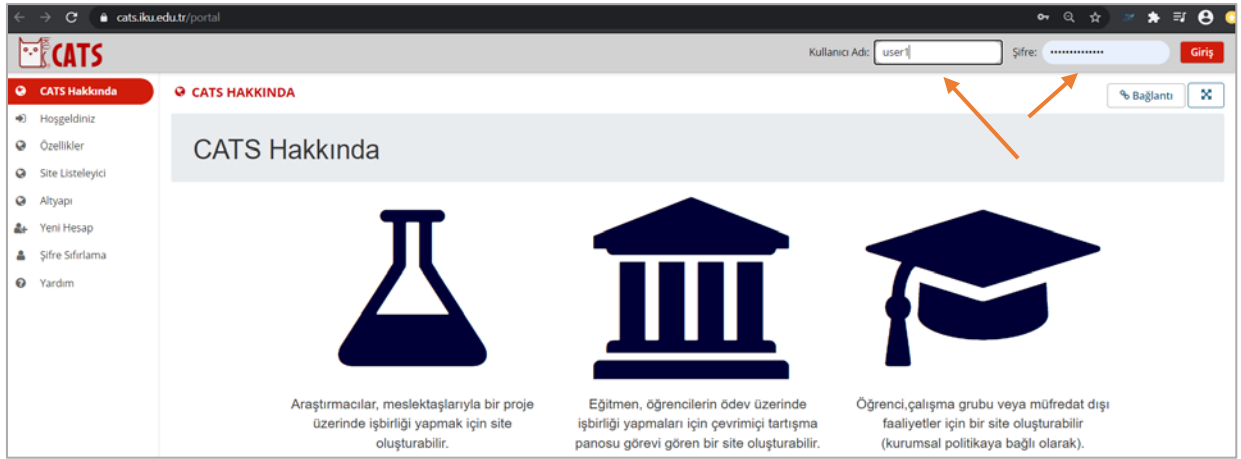 cats.iku.edu.tr/portal
CATS
Kullanıcı Adı: user1
Şifre: ••••••••••••••
Giriş
CATS Hakkında
Hoşgeldiniz
Özellikler
Site Listeleyici
Altyapı
Yeni Hesap
Şifre Sıfırlama
Yardım
CATS HAKKINDA
Bağlantı
CATS Hakkında
Araştırmacılar, meslektaşlarıyla bir proje
üzerinde işbirliği yapmak için site
oluşturabilir.
Eğitmen, öğrencilerin ödev üzerinde
işbirliği yapmaları için çevrimiçi tartışma
panosu görevi gören bir site oluşturabilir.
Öğrenci,çalışma grubu veya müfredat dışı
faaliyetler için bir site oluşturabilir
(kurumsal politikaya bağlı olarak).